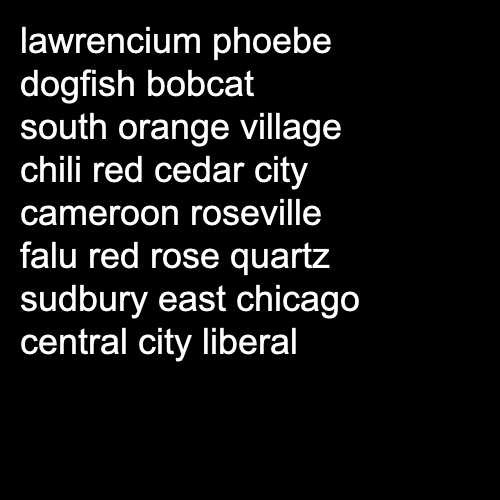 lawrencium phoebe
dogfish bobcat
south orange village
chili red cedar city
cameroon roseville
falu red rose quartz
sudbury east chicago
central city liberal